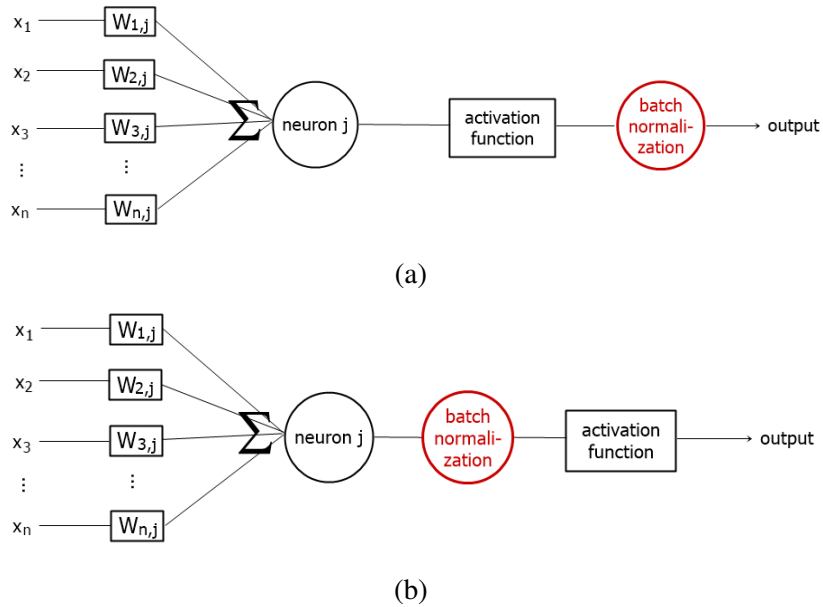 x1 W1,j
x2 W2,j
x3 W3,j
⋮ ⋮
xn Wn,j
Σ
neuron j
activation
function
batch
normali-
zation
output
(a)
x1 W1,j
x2 W2,j
x3 W3,j
⋮ ⋮
xn Wn,j
Σ
neuron j
batch
normali-
zation
activation
function
output
(b)